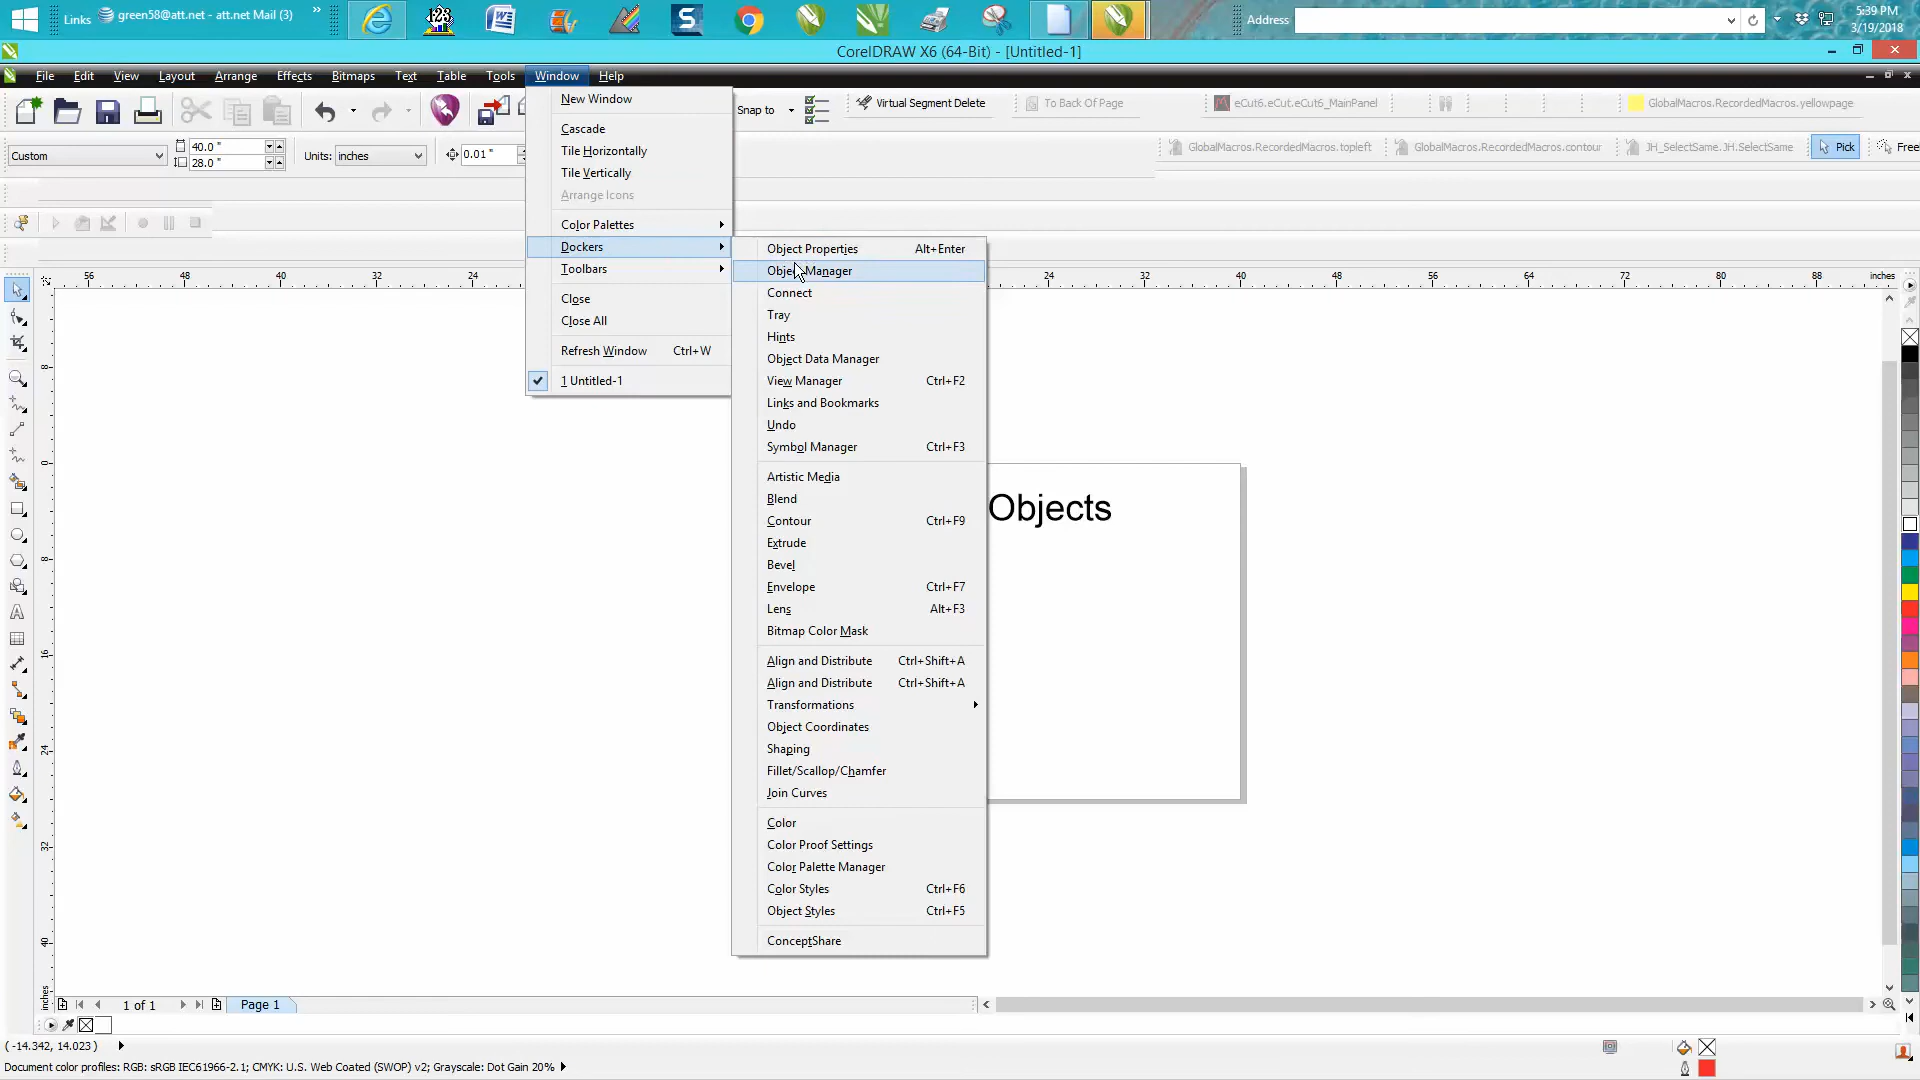 Links green58@att.net - att.net Mail (3) »
123
Address
5:39 PM
3/19/2018
CorelDRAW X6 (64-Bit) - [Untitled-1]
File Edit View Layout Arrange Effects Bitmaps Text Table Tools Window Help
Snap to Virtual Segment Delete To Back Of Page eCut6.eCut.eCut6_MainPanel GlobalMacros.RecordedMacros.yellowpage
Custom 40.0 " 28.0 " Units: inches 0.01 " GlobalMacros.RecordedMacros.topleft GlobalMacros.RecordedMacros.contour JH_SelectSame.JH.SelectSame Pick Free
New Window
Cascade
Tile Horizontally
Tile Vertically
Arrange Icons
Color Palettes
Dockers
Toolbars
Close
Close All
Refresh Window Ctrl+W
1 Untitled-1
Object Properties Alt+Enter
Object Manager
Connect
Tray
Hints
Object Data Manager
View Manager Ctrl+F2
Links and Bookmarks
Undo
Symbol Manager Ctrl+F3
Artistic Media
Blend
Contour Ctrl+F9
Extrude
Bevel
Envelope Ctrl+F7
Lens Alt+F3
Bitmap Color Mask
Align and Distribute Ctrl+Shift+A
Align and Distribute Ctrl+Shift+A
Transformations
Object Coordinates
Shaping
Fillet/Scallop/Chamfer
Join Curves
Color
Color Proof Settings
Color Palette Manager
Color Styles Ctrl+F6
Object Styles Ctrl+F5
ConceptShare
56 48 40 32 24 24 32 40 48 56 64 72 80 88 inches
8
0
8
16
24
32
40
inches
Objects
1 of 1 Page 1
( -14.342, 14.023 )
Document color profiles: RGB: sRGB IEC61966-2.1; CMYK: U.S. Web Coated (SWOP) v2; Grayscale: Dot Gain 20%